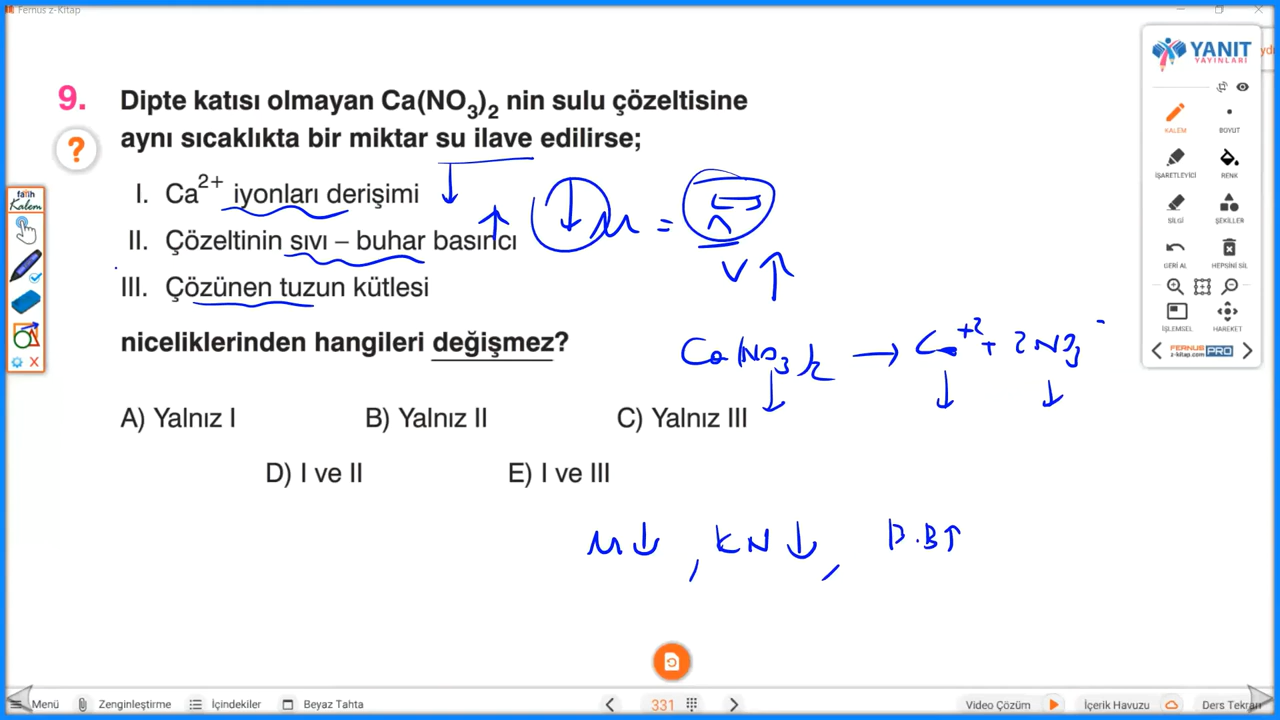 Fernus z-Kitap
9. Dipte katısı olmayan Ca(NO3)2 nin sulu çözeltisine
aynı sıcaklıkta bir miktar su ilave edilirse;
I. Ca2+ iyonları derişimi ↓
II. Çözeltinin sıvı – buhar basıncı ↑
↓ M = n
V ↑
III. Çözünen tuzun kütlesi
niceliklerinden hangileri değişmez?
Ca(NO3)2 → Ca+2 + 2NO3-
↓ ↓ ↓
A) Yalnız I B) Yalnız II C) Yalnız III
D) I ve II E) I ve III
M↓, KN↓, B.B↑
fatih
Kalem
YANIT
YAYINLARI
KALEM BOYUT
İŞARETLEYİCİ RENK
SİLGİ ŞEKİLLER
GERİ AL HEPSİNİ SİL
İŞLEMSEL HAREKET
FERNUS
z-kitap.com PRO
Menü Zenginleştirme İçindekiler Beyaz Tahta 331 Video Çözüm İçerik Havuzu Ders Tekrarı